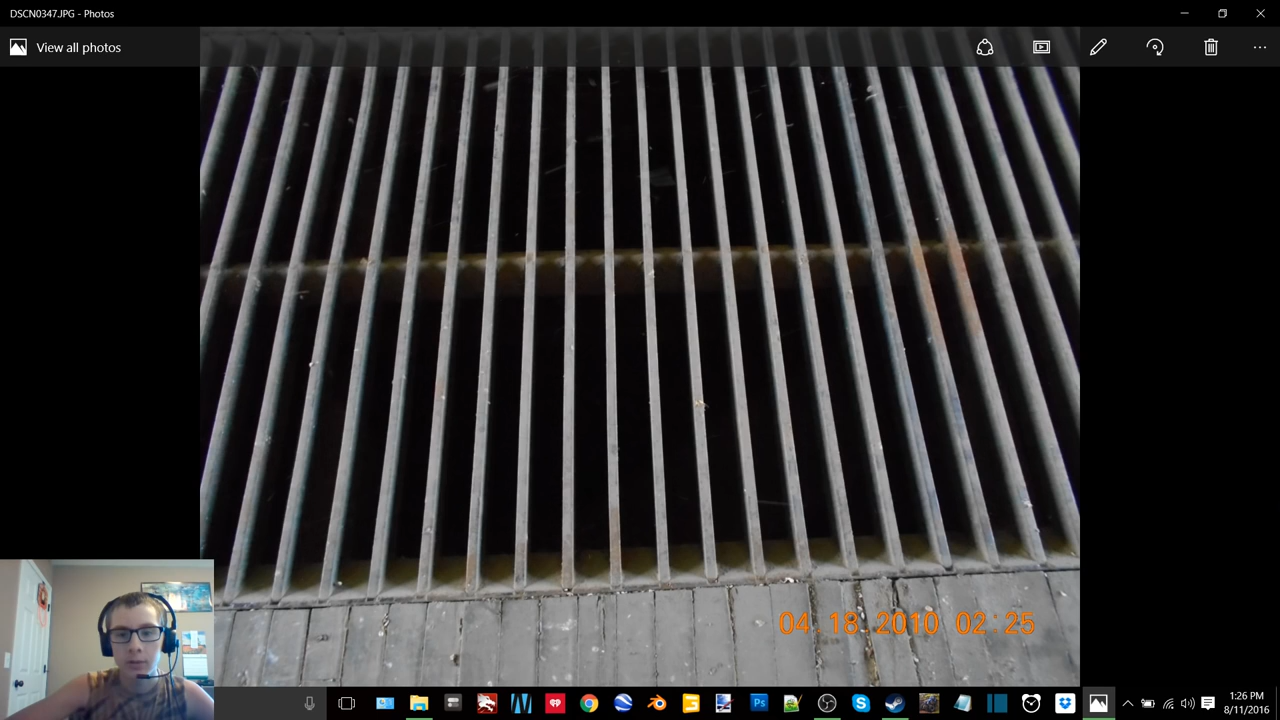 DSCN0347.JPG - Photos
View all photos
04.18.2010 02:25
1:26 PM
8/11/2016